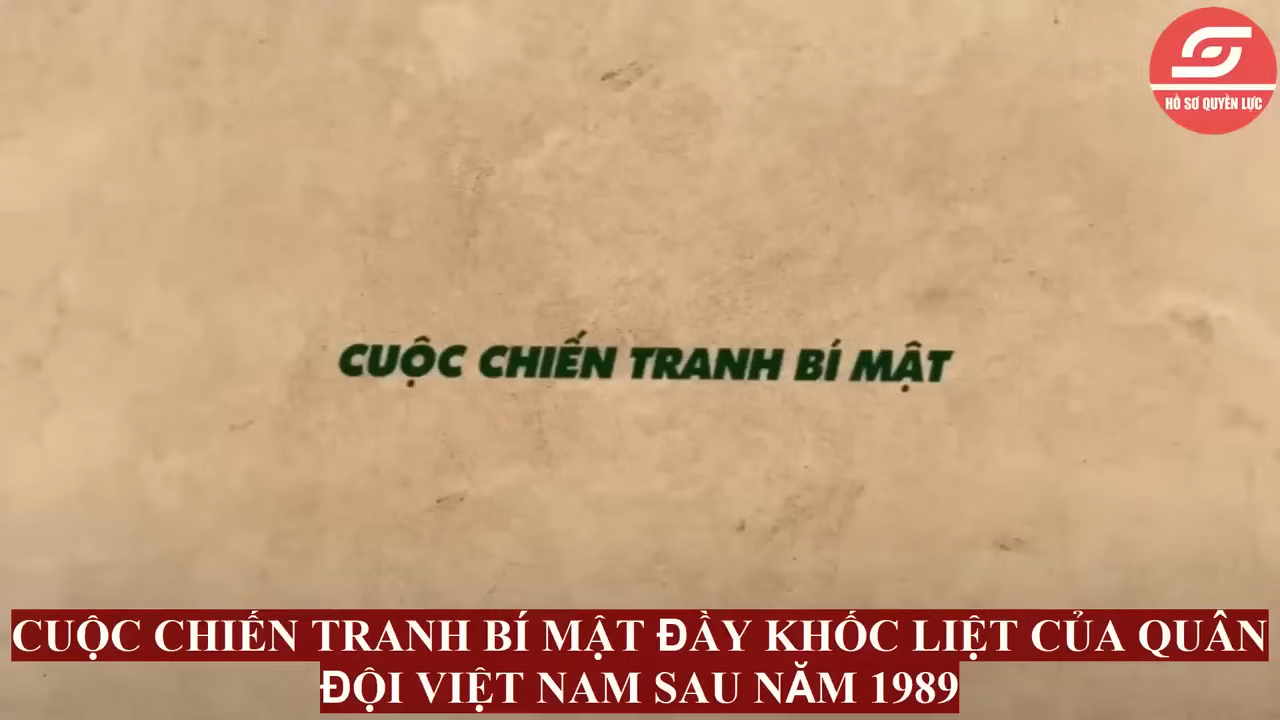 HỒ SƠ QUYỀN LỰC
CUỘC CHIẾN TRANH BÍ MẬT
CUỘC CHIẾN TRANH BÍ MẬT ĐẦY KHỐC LIỆT CỦA QUÂN
ĐỘI VIỆT NAM SAU NĂM 1989